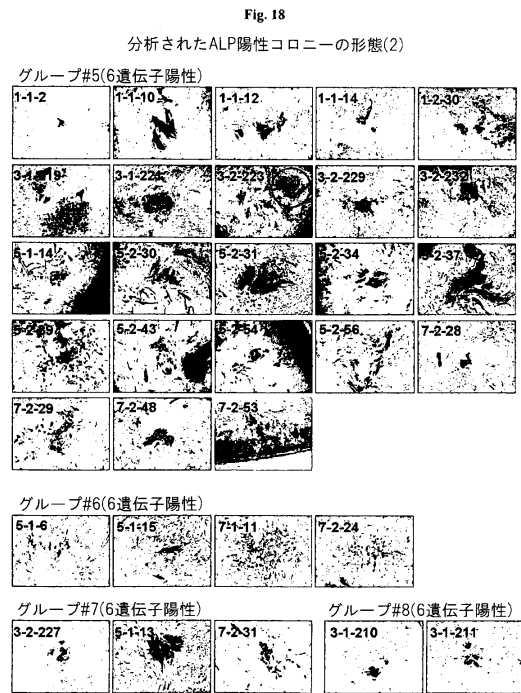 Fig. 18
分析されたALP陽性コロニーの形態(2)
グループ#5(6遺伝子陽性)
1-1-2 1-1-10 1-1-12 1-1-14 1-2-30
3-1-219 3-1-221 3-2-223 3-2-229 3-2-232
5-1-14 5-2-30 5-2-31 5-2-34 5-2-37
5-2-39 5-2-43 5-2-54 5-2-56 7-2-28
7-2-29 7-2-48 7-2-53
グループ#6(6遺伝子陽性)
5-1-6 5-1-15 7-1-11 7-2-24
グループ#7(6遺伝子陽性) グループ#8(6遺伝子陽性)
3-2-227 5-1-13 7-2-31 3-1-210 3-1-211